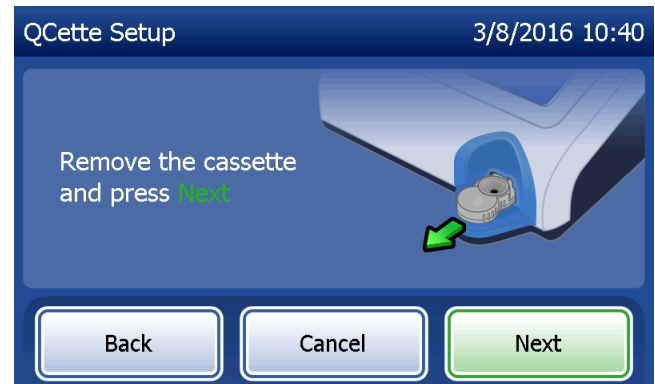 QCette Setup 3/8/2016 10:40
Remove the cassette
and press Next
Back Cancel Next